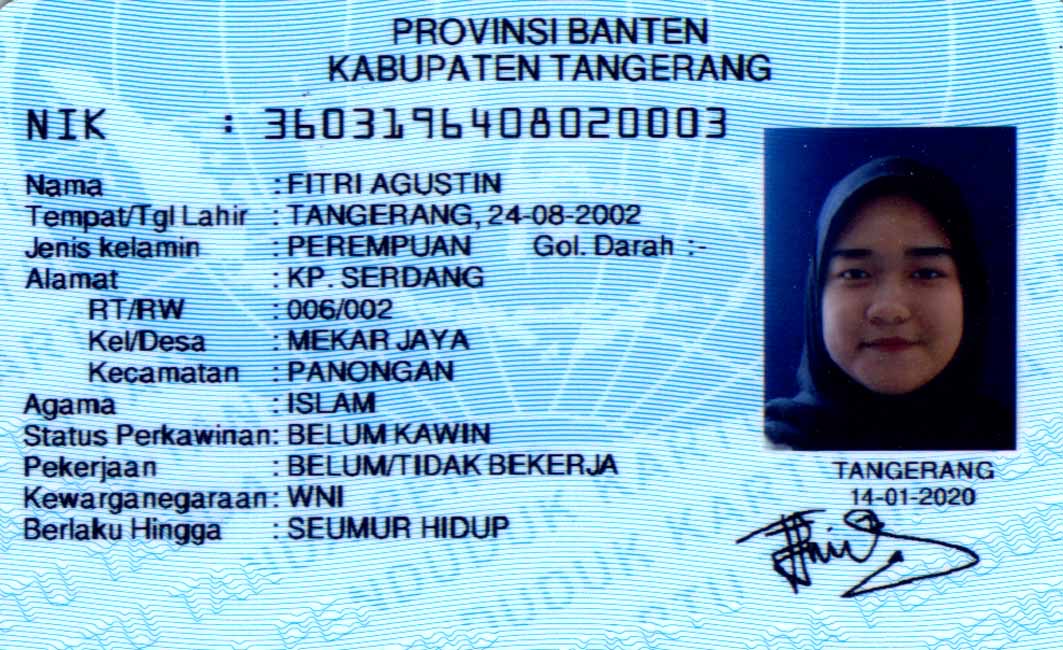 PROVINSI BANTEN
KABUPATEN TANGERANG
NIK : 3603196408020003
Nama : FITRI AGUSTIN
Tempat/Tgl Lahir : TANGERANG, 24-08-2002
Jenis kelamin : PEREMPUAN Gol. Darah :-
Alamat : KP. SERDANG
RT/RW : 006/002
Kel/Desa : MEKAR JAYA
Kecamatan : PANONGAN
Agama : ISLAM
Status Perkawinan: BELUM KAWIN
Pekerjaan : BELUM/TIDAK BEKERJA
Kewarganegaraan: WNI
Berlaku Hingga : SEUMUR HIDUP
TANGERANG
14-01-2020